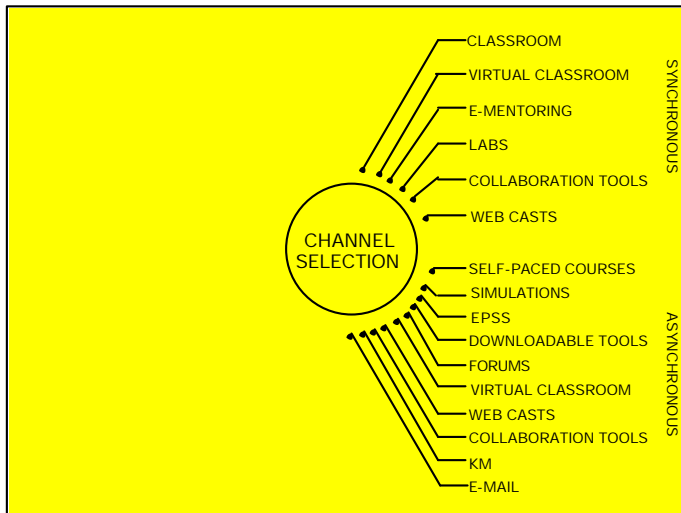 CLASSROOM
VIRTUAL CLASSROOM
E-MENTORING
LABS
COLLABORATION TOOLS
WEB CASTS
SYNCHRONOUS
CHANNEL
SELECTION
SELF-PACED COURSES
SIMULATIONS
EPSS
DOWNLOADABLE TOOLS
FORUMS
VIRTUAL CLASSROOM
WEB CASTS
COLLABORATION TOOLS
KM
E-MAIL
ASYNCHRONOUS